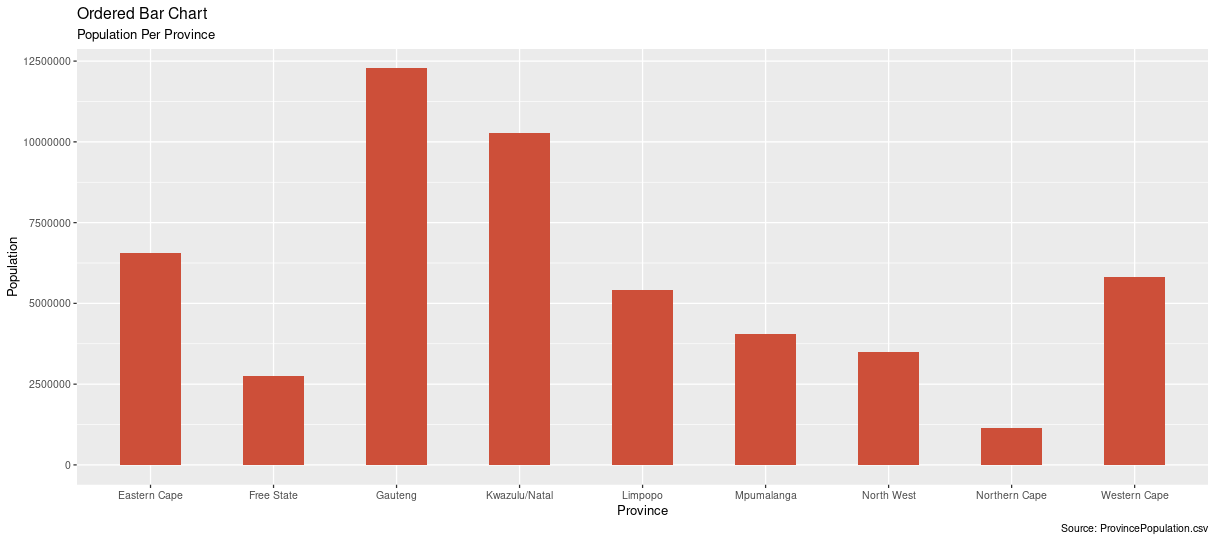 Ordered Bar Chart
Population Per Province
12500000
10000000
7500000
5000000
2500000
0
Population
Eastern Cape Free State Gauteng Kwazulu/Natal Limpopo Mpumalanga North West Northern Cape Western Cape
Province
Source: ProvincePopulation.csv